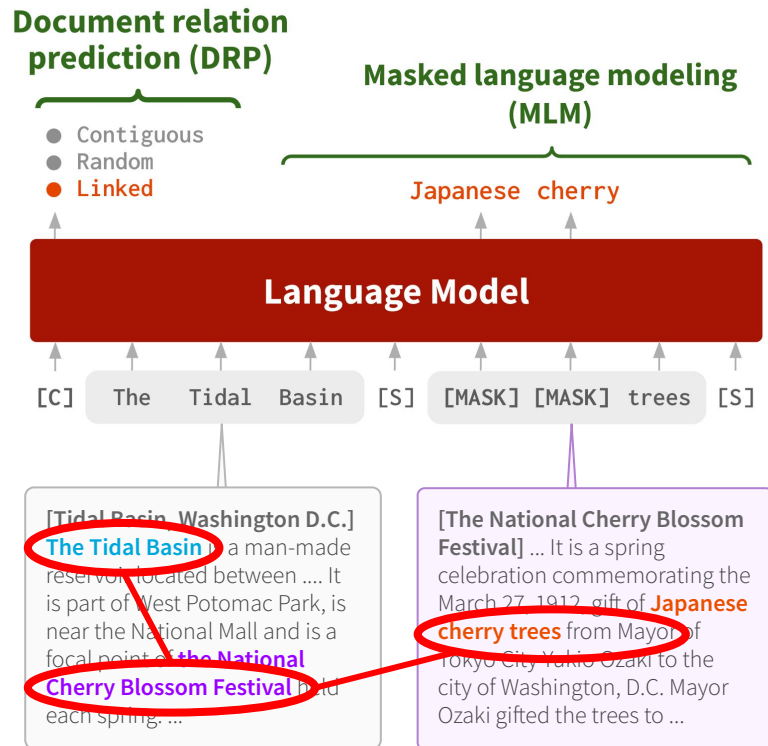 Document relation
prediction (DRP)
Masked language modeling
(MLM)
Contiguous
Random
Linked
Japanese cherry
Language Model
[C] The Tidal Basin [S] [MASK] [MASK] trees [S]
[Tidal Basin, Washington D.C.]
The Tidal Basin is a man-made
reservoir located between .... It
is part of West Potomac Park, is
near the National Mall and is a
focal point of the National
Cherry Blossom Festival held
each spring. ...
[The National Cherry Blossom
Festival] ... It is a spring
celebration commemorating the
March 27, 1912, gift of Japanese
cherry trees from Mayor of
Tokyo City Yukio Ozaki to the
city of Washington, D.C. Mayor
Ozaki gifted the trees to ...